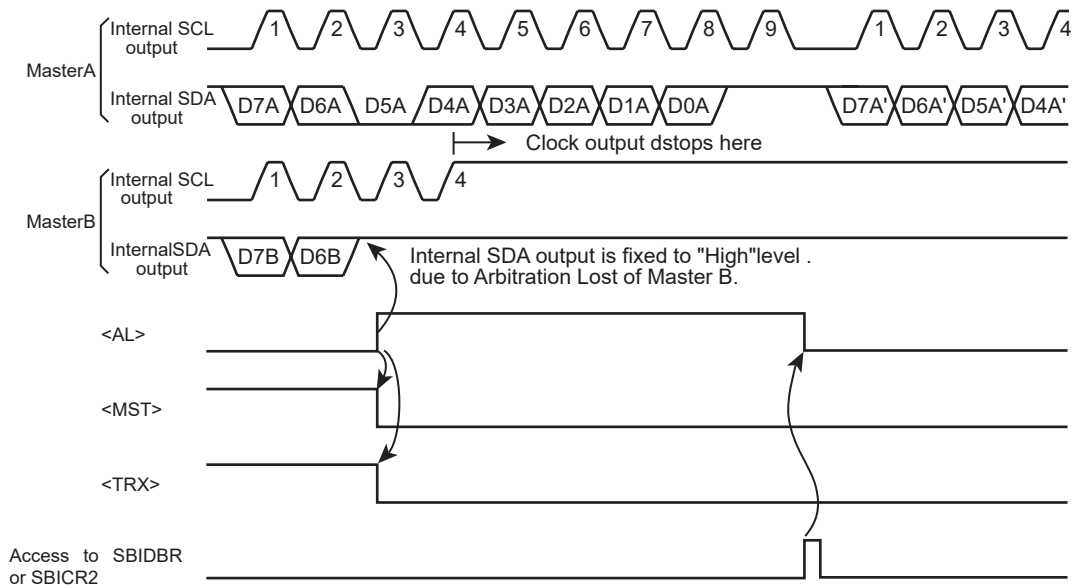 Internal SCL
output
1 2 3 4 5 6 7 8 9 1 2 3 4
MasterA
Internal SDA
output
D7A D6A D5A D4A D3A D2A D1A D0A D7A' D6A' D5A' D4A'
Clock output dstops here
Internal SCL
output
1 2 3 4
MasterB
InternalSDA
output
D7B D6B
Internal SDA output is fixed to "High"level .
due to Arbitration Lost of Master B.
<AL>
<MST>
<TRX>
Access to SBIDBR
or SBICR2